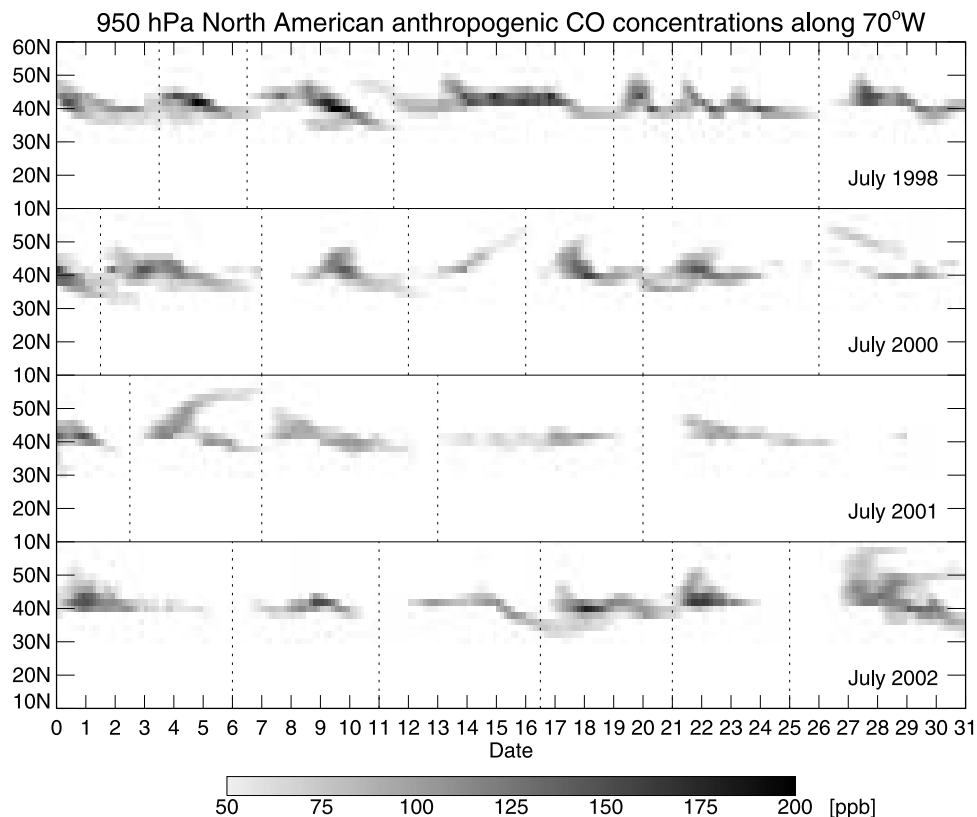 950 hPa North American anthropogenic CO concentrations along 70°W
60N
50N
40N
30N
20N
10N
July 1998
50N
40N
30N
20N
10N
July 2000
50N
40N
30N
20N
10N
July 2001
50N
40N
30N
20N
10N
July 2002
0 1 2 3 4 5 6 7 8 9 10 11 12 13 14 15 16 17 18 19 20 21 22 23 24 25 26 27 28 29 30 31
Date
50 75 100 125 150 175 200 [ppb]